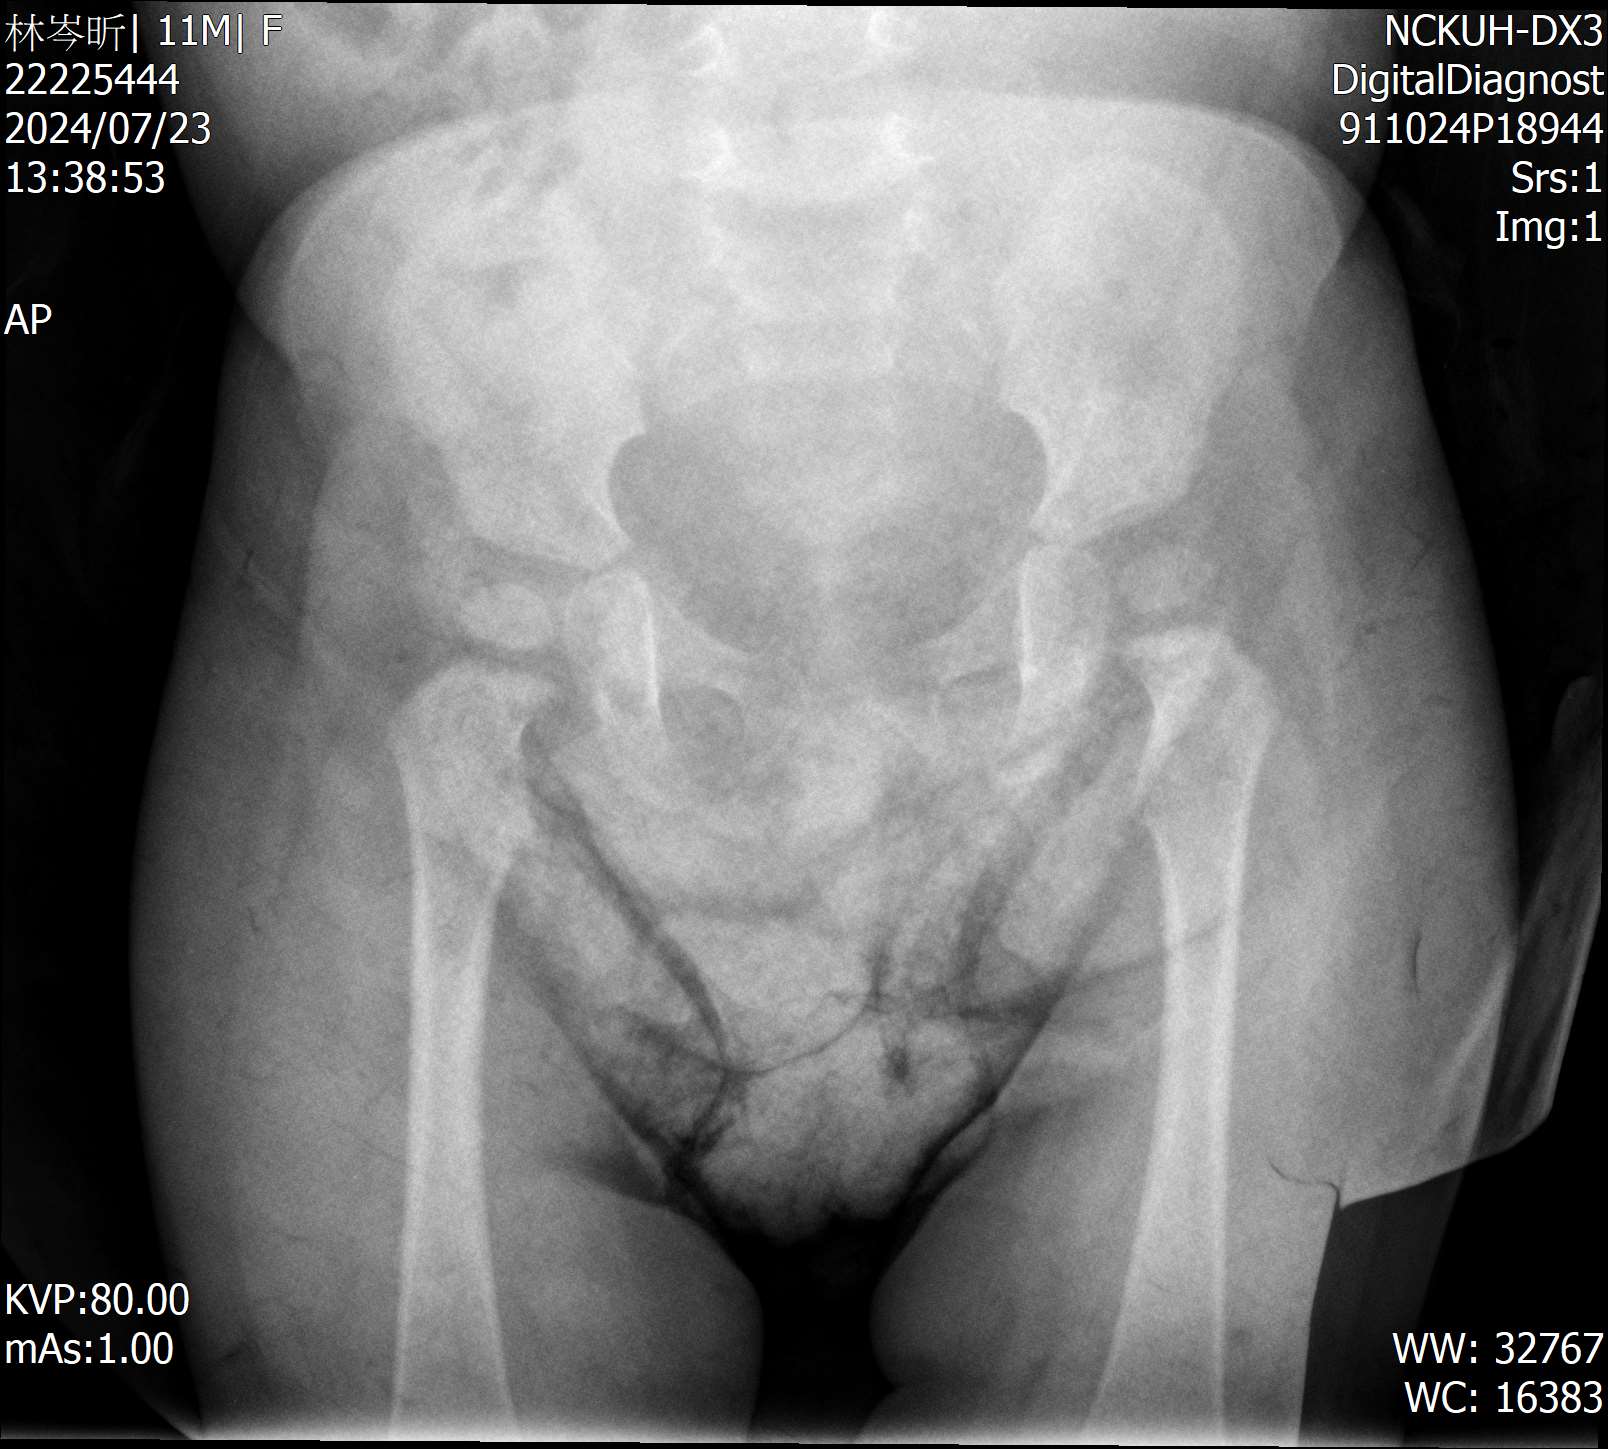 林岑昕| 11M| F
22225444
2024/07/23
13:38:53
AP
NCKUH-DX3
DigitalDiagnost
911024P18944
Srs:1
Img:1
KVP:80.00
mAs:1.00
WW: 32767
WC: 16383